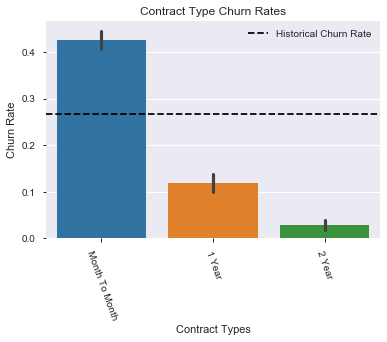 Contract Type Churn Rates
Historical Churn Rate
Churn Rate
0.4
0.3
0.2
0.1
0.0
Month To Month
1 Year
2 Year
Contract Types